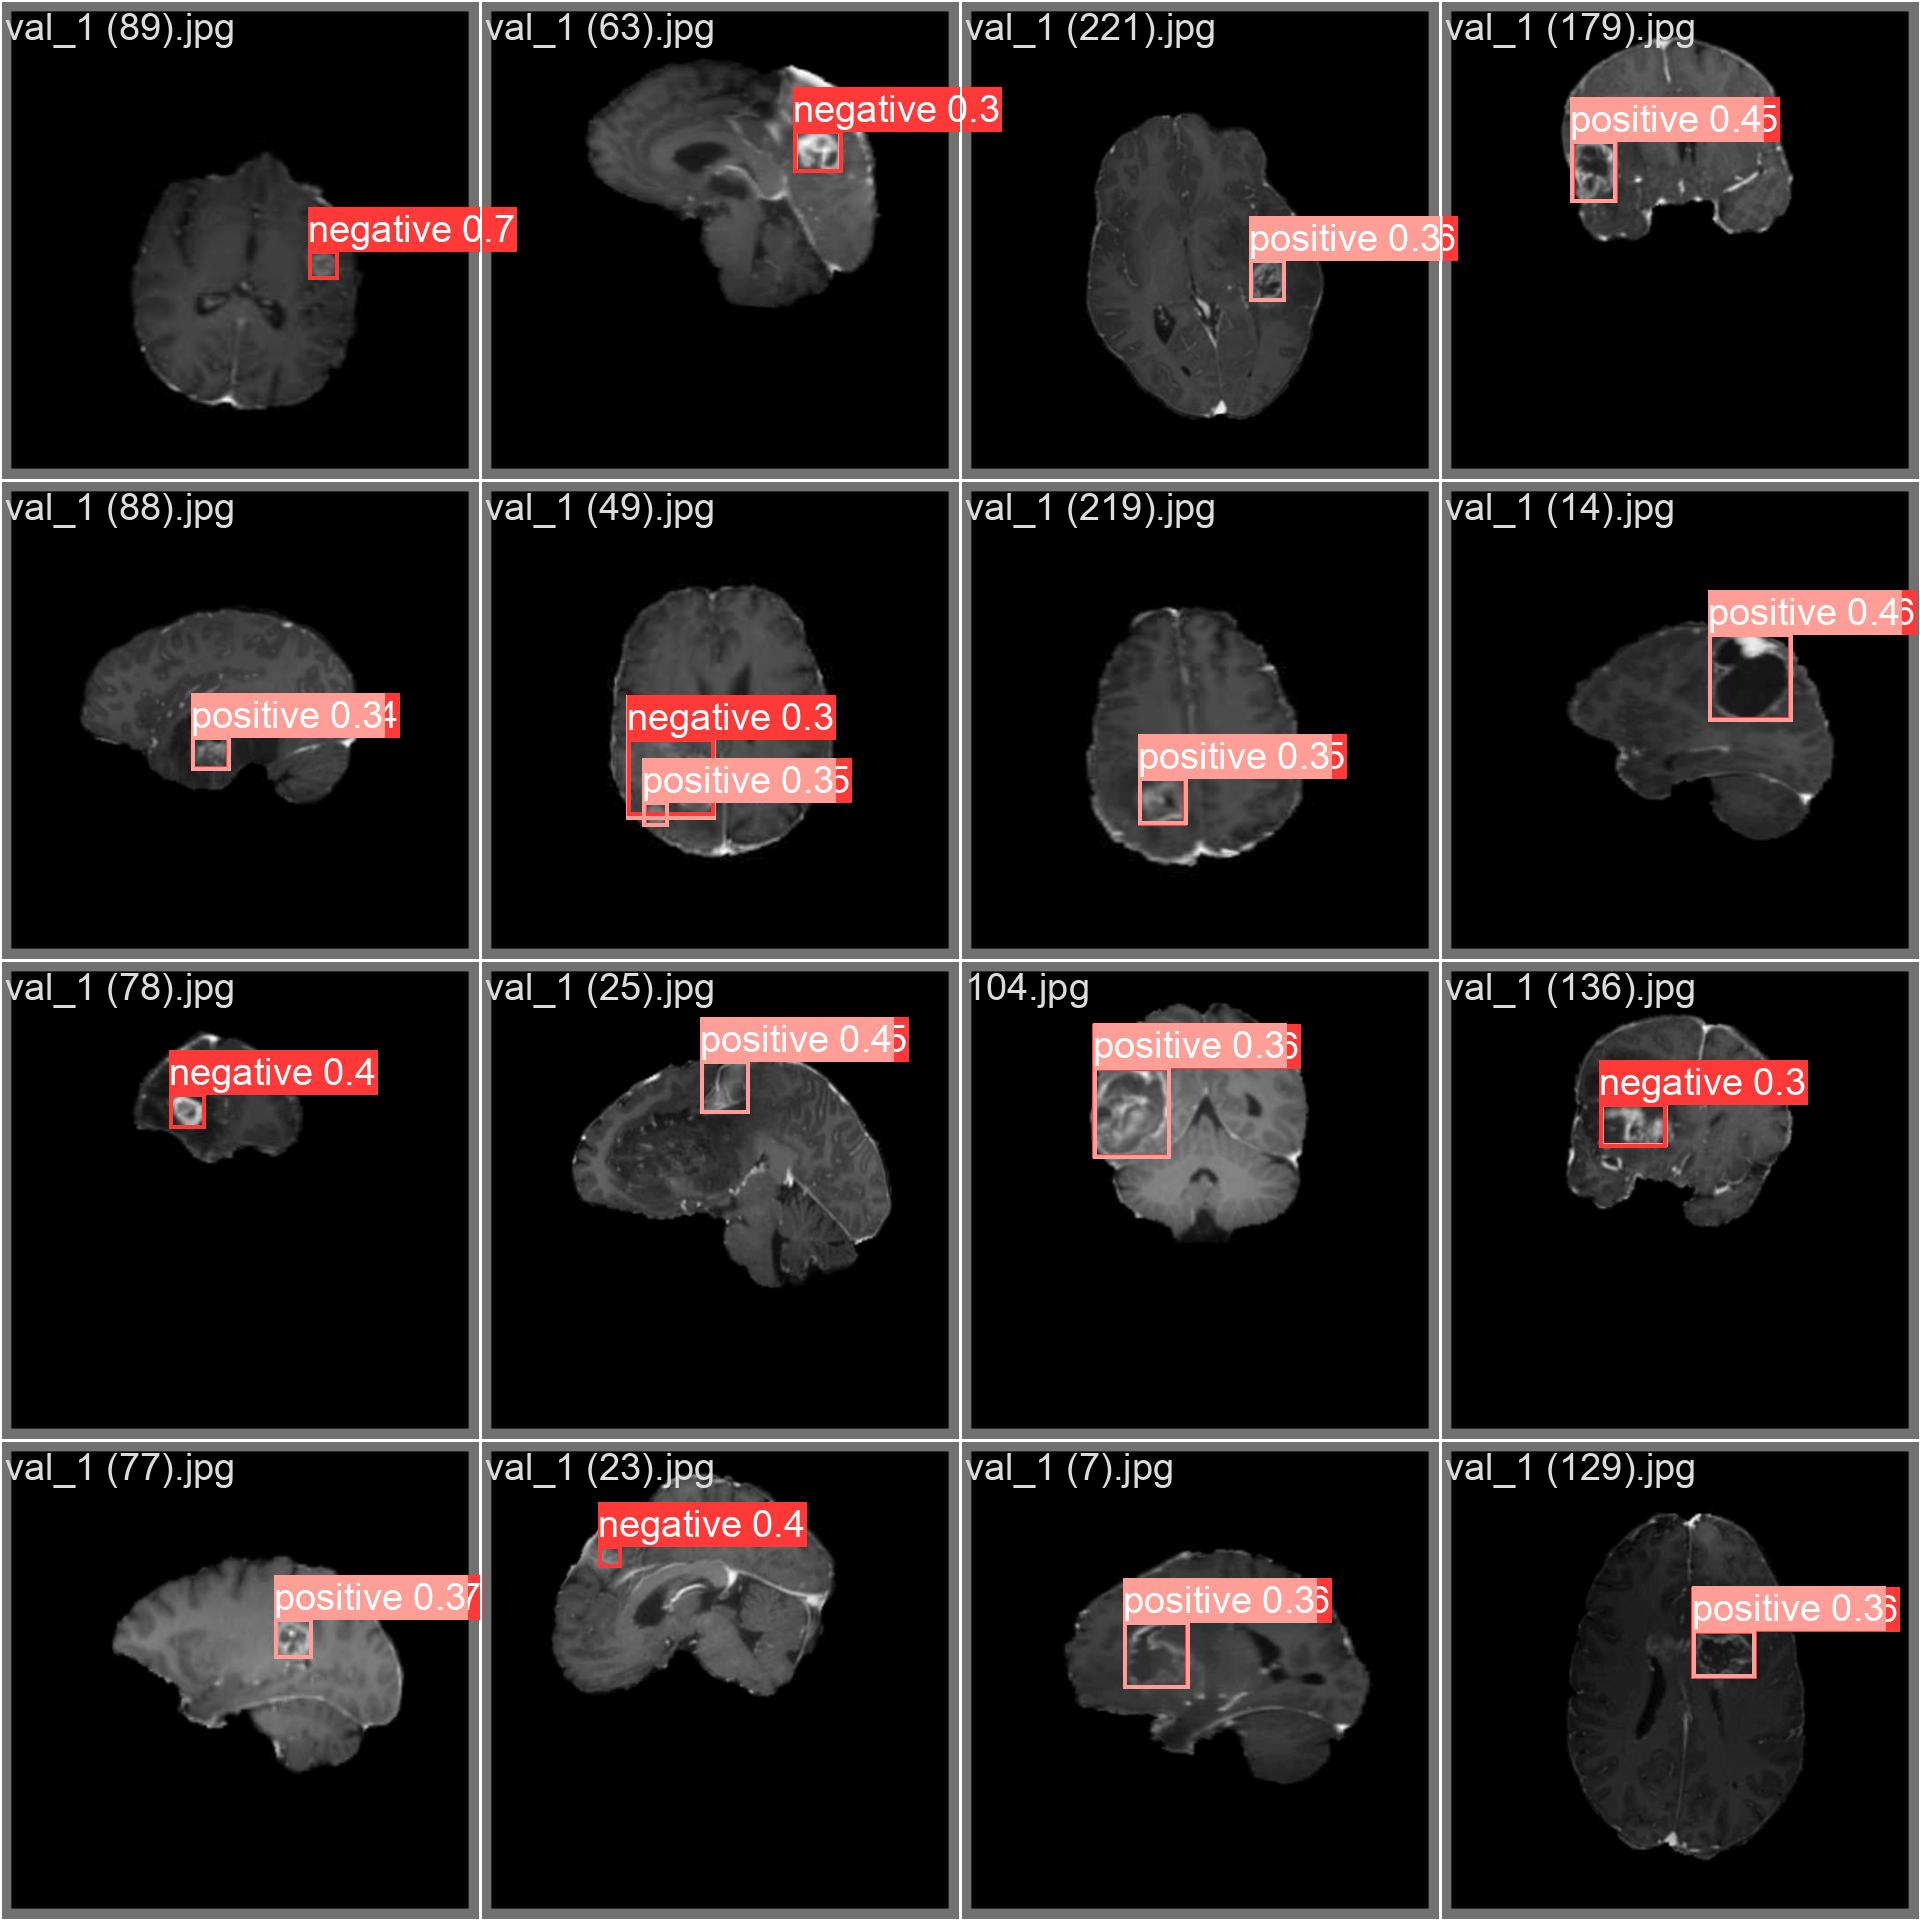 val_1 (89).jpg
negative 0.7
val_1 (63).jpg
negative 0.3
val_1 (221).jpg
positive 0.36
val_1 (179).jpg
positive 0.45
val_1 (88).jpg
positive 0.34
val_1 (49).jpg
negative 0.3
positive 0.35
val_1 (219).jpg
positive 0.35
val_1 (14).jpg
positive 0.46
val_1 (78).jpg
negative 0.4
val_1 (25).jpg
positive 0.45
104.jpg
positive 0.36
val_1 (136).jpg
negative 0.3
val_1 (77).jpg
positive 0.37
val_1 (23).jpg
negative 0.4
val_1 (7).jpg
positive 0.36
val_1 (129).jpg
positive 0.36